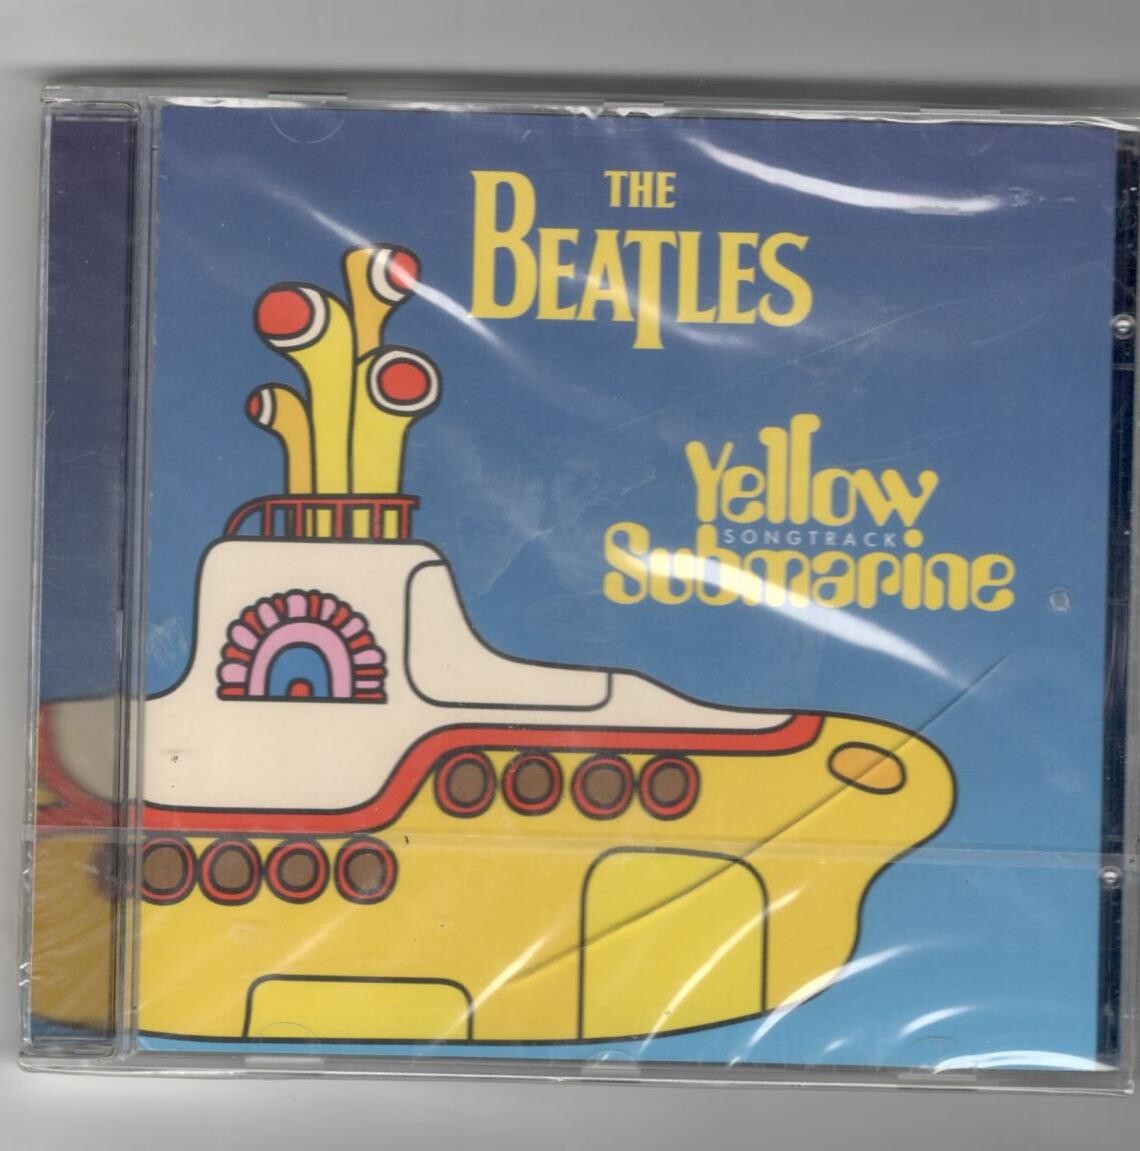 THE
BEATLES
Yellow
SONGTRACK
Submarine